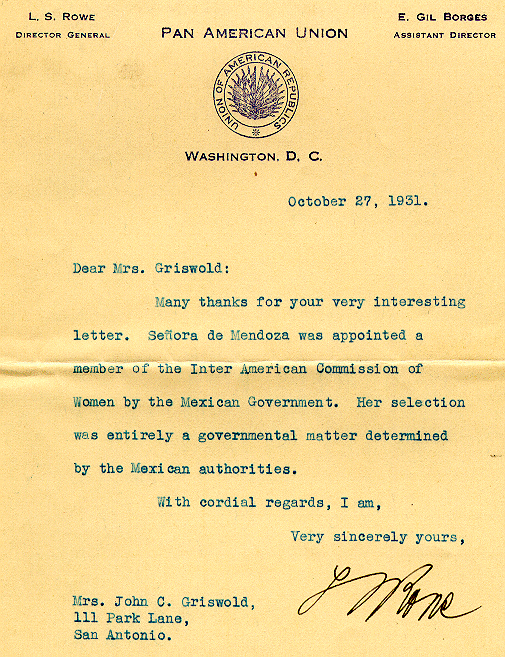 L. S. Rowe
Director General
E. Gil Borges
Assistant Director
Pan American Union
UNION OF AMERICAN REPUBLICS
Washington, D. C.
October 27, 1931.
Dear Mrs. Griswold:
Many thanks for your very interesting
letter. Señora de Mendoza was appointed a
member of the Inter American Commission of
Women by the Mexican Government. Her selection
was entirely a governmental matter determined
by the Mexican authorities.
With cordial regards, I am,
Very sincerely yours,
L S Rowe
Mrs. John C. Griswold,
111 Park Lane,
San Antonio.